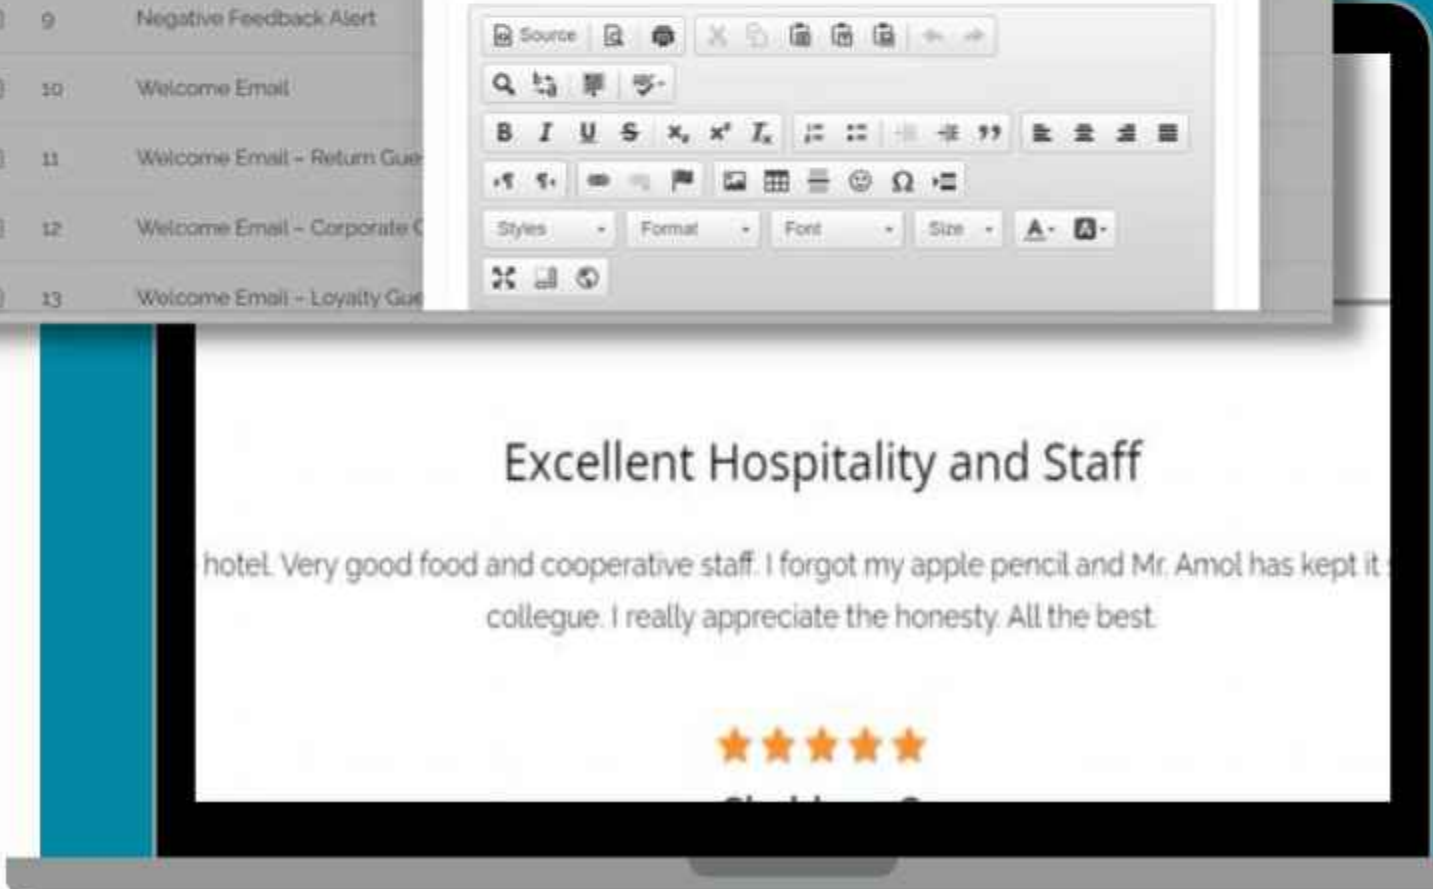 9 Negative Feedback Alert
10 Welcome Email
11 Welcome Email – Return Gue
12 Welcome Email – Corporate
13 Welcome Email – Loyalty Gue
Source
B I U S
Styles Format Font Size A A
Excellent Hospitality and Staff
hotel. Very good food and cooperative staff. I forgot my apple pencil and Mr. Amol has kept it
collegue. I really appreciate the honesty. All the best.